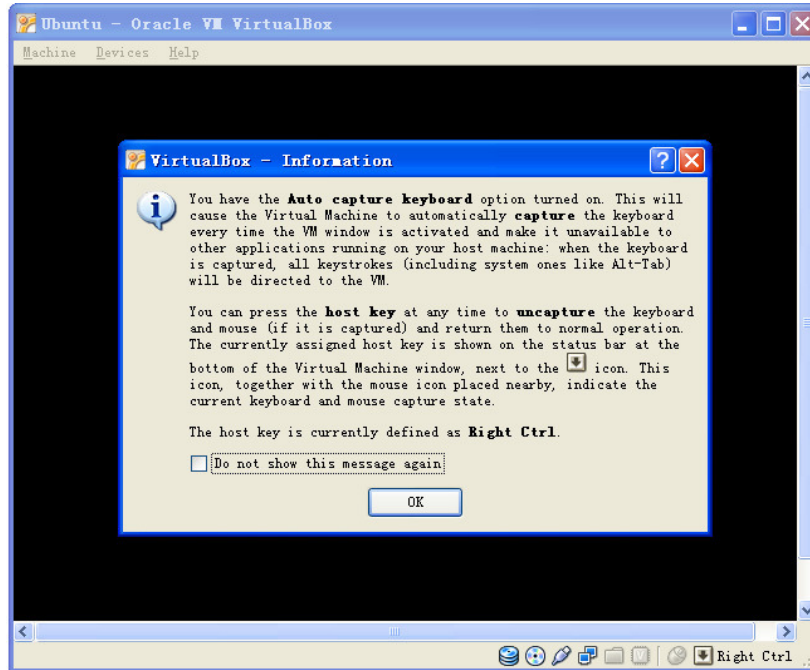 Ubuntu - Oracle VM VirtualBox
Machine Devices Help
VirtualBox - Information
You have the Auto capture keyboard option turned on. This will
cause the Virtual Machine to automatically capture the keyboard
every time the VM window is activated and make it unavailable to
other applications running on your host machine: when the keyboard
is captured, all keystrokes (including system ones like Alt-Tab)
will be directed to the VM.
You can press the host key at any time to uncapture the keyboard
and mouse (if it is captured) and return them to normal operation.
The currently assigned host key is shown on the status bar at the
bottom of the Virtual Machine window, next to the icon. This
icon, together with the mouse icon placed nearby, indicate the
current keyboard and mouse capture state.
The host key is currently defined as Right Ctrl.
Do not show this message again
OK
Right Ctrl